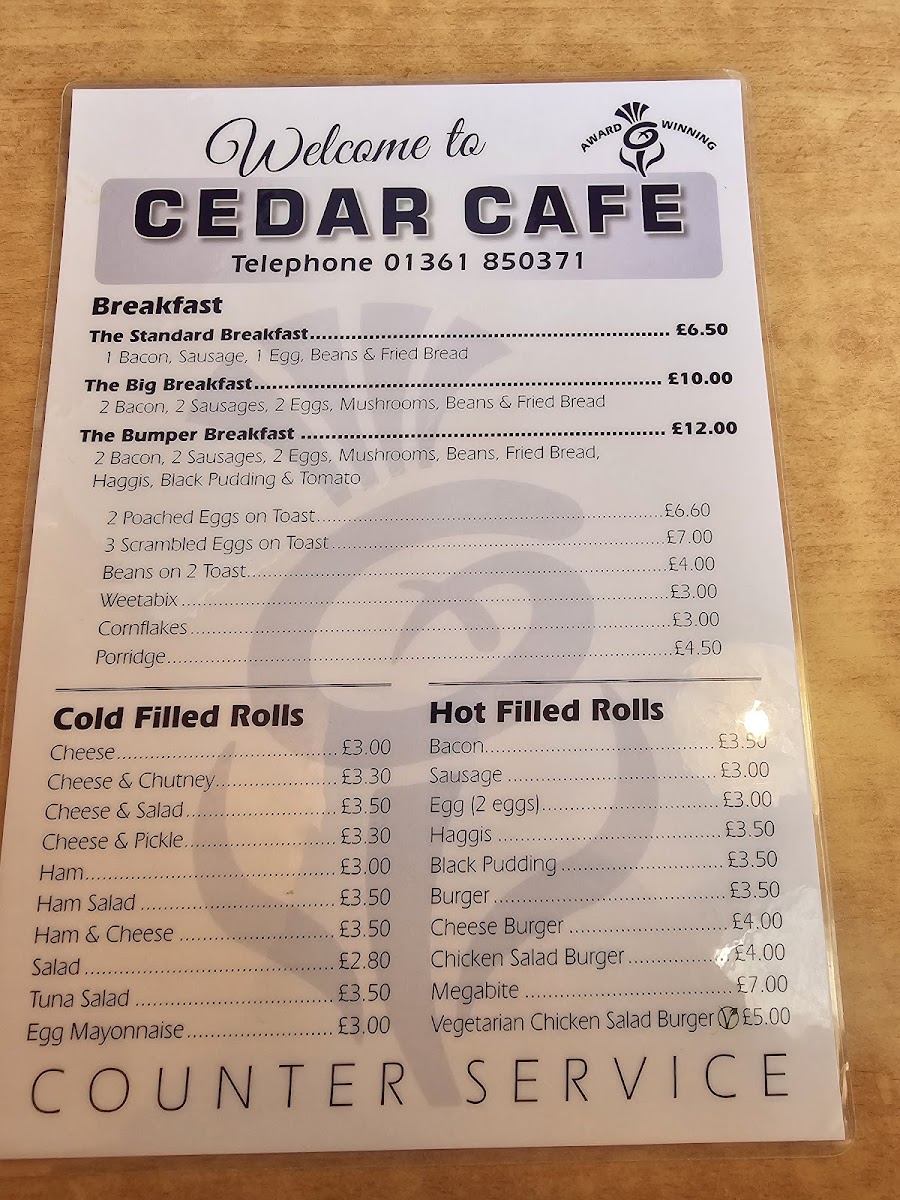 Welcome to
AWARD WINNING
CEDAR CAFE
Telephone 01361 850371
Breakfast
The Standard Breakfast................................ £6.50
1 Bacon, Sausage, 1 Egg, Beans & Fried Bread
The Big Breakfast................................ £10.00
2 Bacon, 2 Sausages, 2 Eggs, Mushrooms, Beans & Fried Bread
The Bumper Breakfast ................................ £12.00
2 Bacon, 2 Sausages, 2 Eggs, Mushrooms, Beans, Fried Bread,
Haggis, Black Pudding & Tomato
2 Poached Eggs on Toast................................£6.60
3 Scrambled Eggs on Toast................................£7.00
Beans on 2 Toast................................£4.00
Weetabix ................................£3.00
Cornflakes ................................£3.00
Porridge................................£4.50
Cold Filled Rolls
Cheese................................ £3.00
Cheese & Chutney................................ £3.30
Cheese & Salad................................ £3.50
Cheese & Pickle................................ £3.30
Ham................................ £3.00
Ham Salad ................................ £3.50
Ham & Cheese ................................ £3.50
Salad ................................ £2.80
Tuna Salad ................................ £3.50
Egg Mayonnaise................................ £3.00
Hot Filled Rolls
Bacon................................ £3.50
Sausage ................................ £3.00
Egg (2 eggs)................................ £3.00
Haggis ................................ £3.50
Black Pudding ................................ £3.50
Burger ................................ £3.50
Cheese Burger ................................ £4.00
Chicken Salad Burger ................................ £4.00
Megabite ................................£7.00
Vegetarian Chicken Salad Burger V £5.00
COUNTER SERVICE